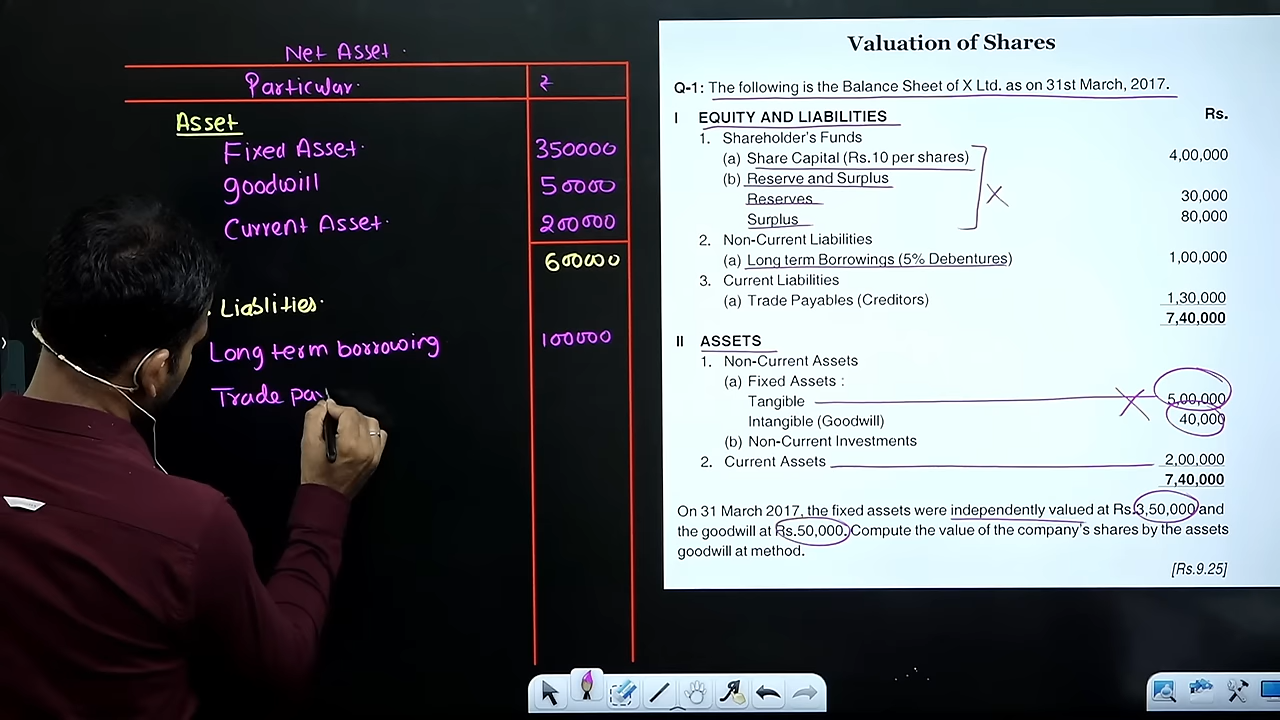 Net Asset
Particular ₹
Asset
Fixed Asset 350000
goodwill 50000
Current Asset 200000
600000
Liablities
Long term borrowing 100000
Trade pay
Valuation of Shares
Q-1: The following is the Balance Sheet of X Ltd. as on 31st March, 2017.
I EQUITY AND LIABILITIES Rs.
1. Shareholder's Funds
(a) Share Capital (Rs.10 per shares) 4,00,000
(b) Reserve and Surplus
Reserves 30,000
Surplus 80,000
2. Non-Current Liabilities
(a) Long term Borrowings (5% Debentures) 1,00,000
3. Current Liabilities
(a) Trade Payables (Creditors) 1,30,000
7,40,000
II ASSETS
1. Non-Current Assets
(a) Fixed Assets :
Tangible 5,00,000
Intangible (Goodwill) 40,000
(b) Non-Current Investments
2. Current Assets 2,00,000
7,40,000
On 31 March 2017, the fixed assets were independently valued at Rs.3,50,000 and
the goodwill at Rs.50,000. Compute the value of the company's shares by the assets
goodwill at method.
[Rs.9.25]